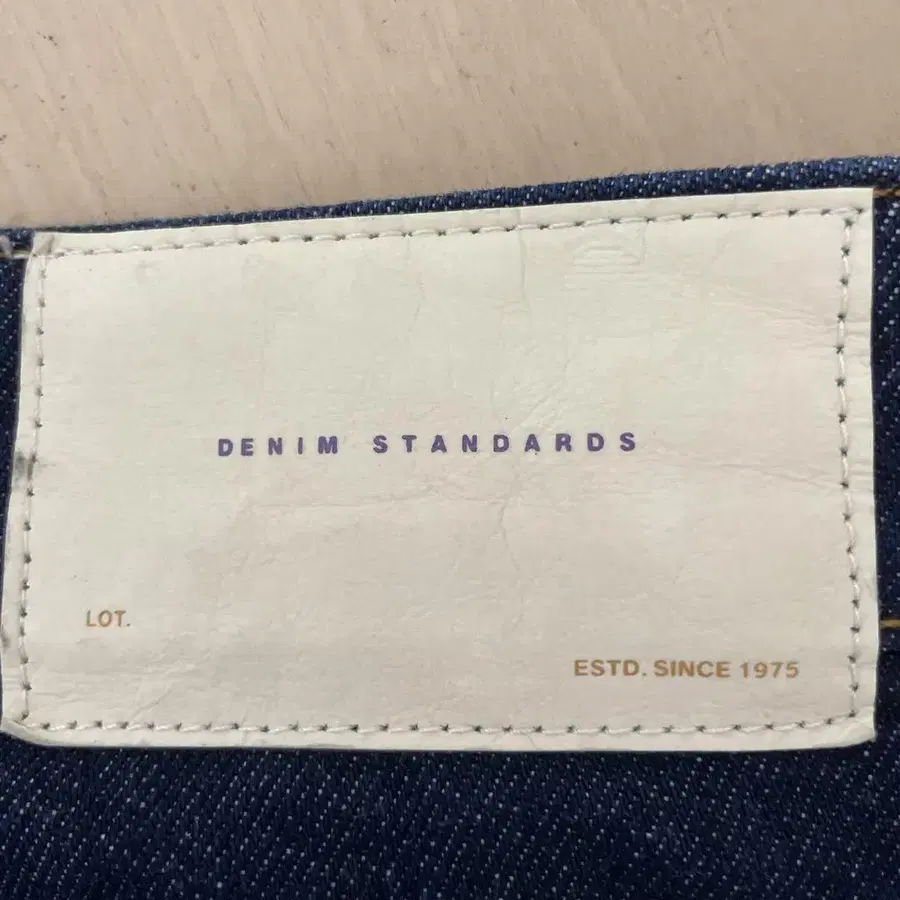 DENIM STANDARDS
LOT.
ESTD. SINCE 1975